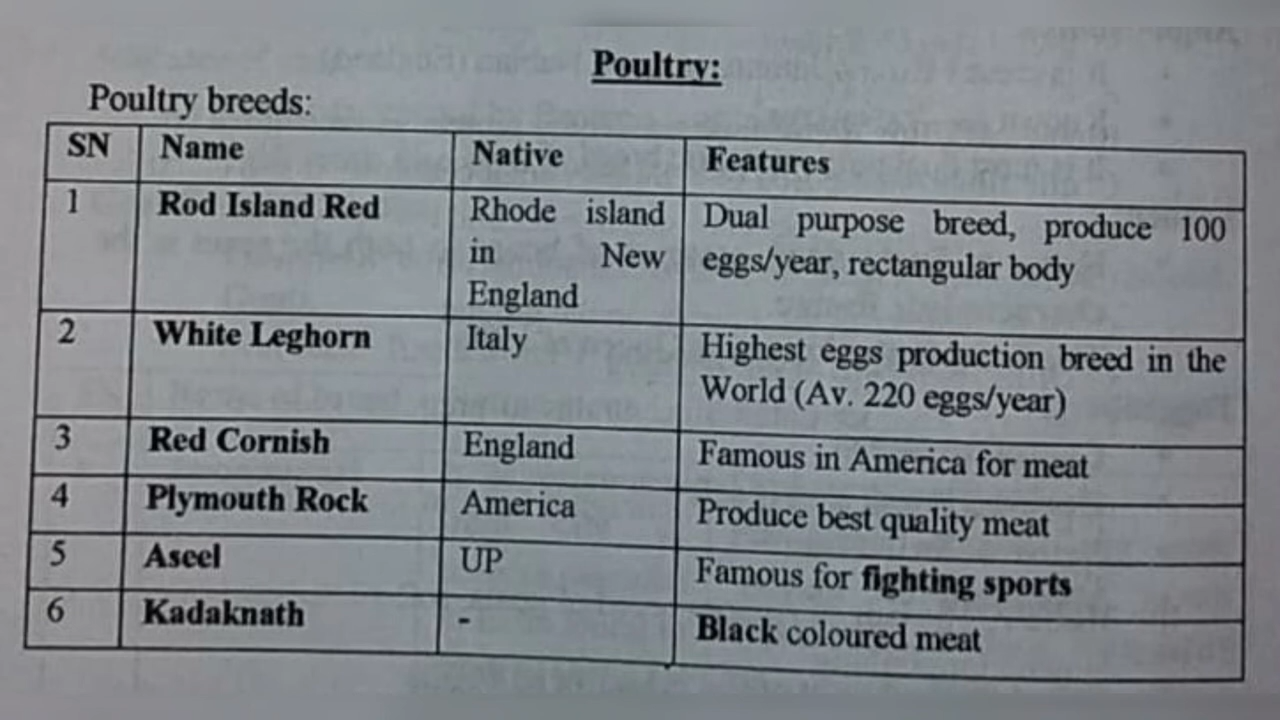 Poultry:
Poultry breeds:
SN Name Native Features
1 Rod Island Red Rhode island in New England Dual purpose breed, produce 100 eggs/year, rectangular body
2 White Leghorn Italy Highest eggs production breed in the World (Av. 220 eggs/year)
3 Red Cornish England Famous in America for meat
4 Plymouth Rock America Produce best quality meat
5 Aseel UP Famous for fighting sports
6 Kadaknath - Black coloured meat